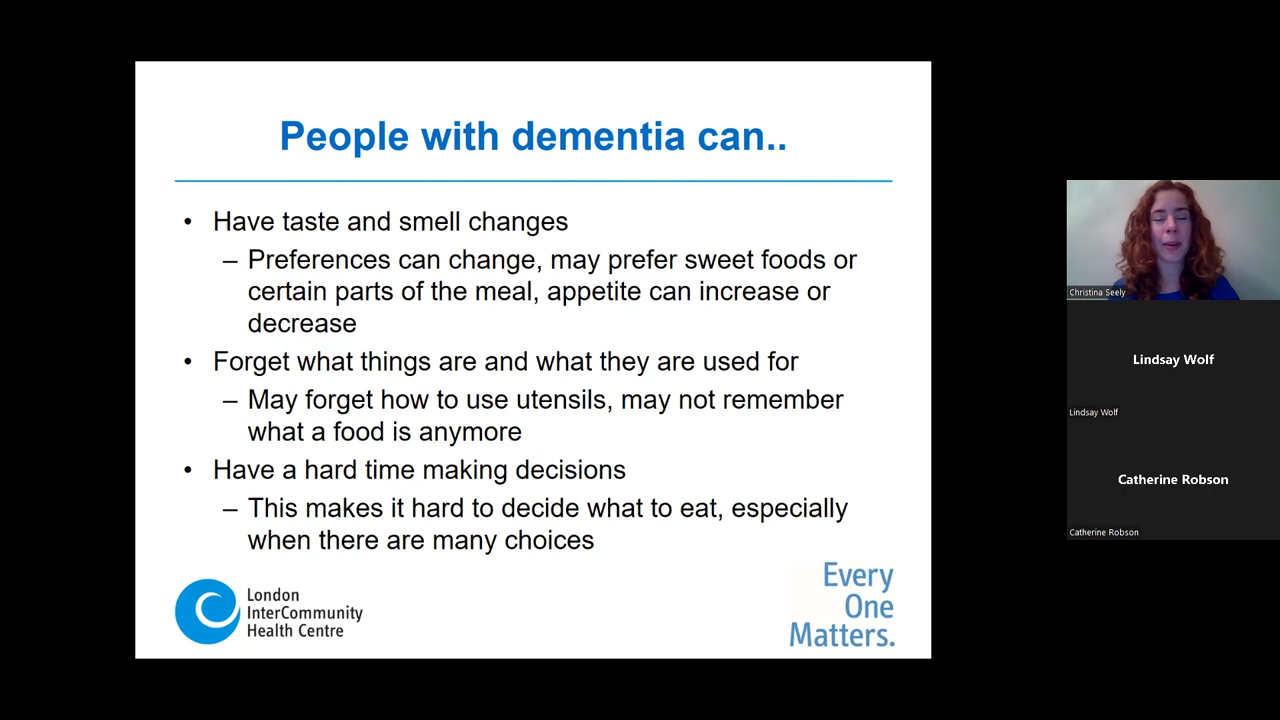 People with dementia can..
• Have taste and smell changes
– Preferences can change, may prefer sweet foods or
certain parts of the meal, appetite can increase or
decrease
• Forget what things are and what they are used for
– May forget how to use utensils, may not remember
what a food is anymore
• Have a hard time making decisions
– This makes it hard to decide what to eat, especially
when there are many choices
London
InterCommunity
Health Centre
Every
One
Matters.
Christina Seely
Lindsay Wolf
Lindsay Wolf
Catherine Robson
Catherine Robson